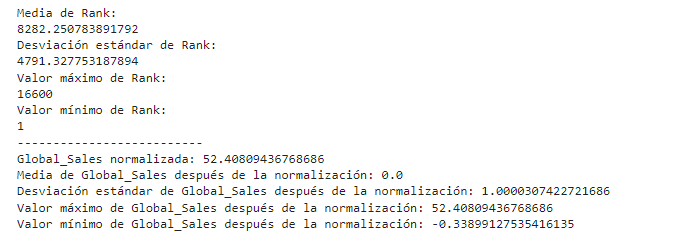 Media de Rank:
8282.250783891792
Desviación estándar de Rank:
4791.327753187894
Valor máximo de Rank:
16600
Valor mínimo de Rank:
1
--------------------------
Global_Sales normalizada: 52.40809436768686
Media de Global_Sales después de la normalización: 0.0
Desviación estándar de Global_Sales después de la normalización: 1.0000307422721686
Valor máximo de Global_Sales después de la normalización: 52.40809436768686
Valor mínimo de Global_Sales después de la normalización: -0.33899127535416135